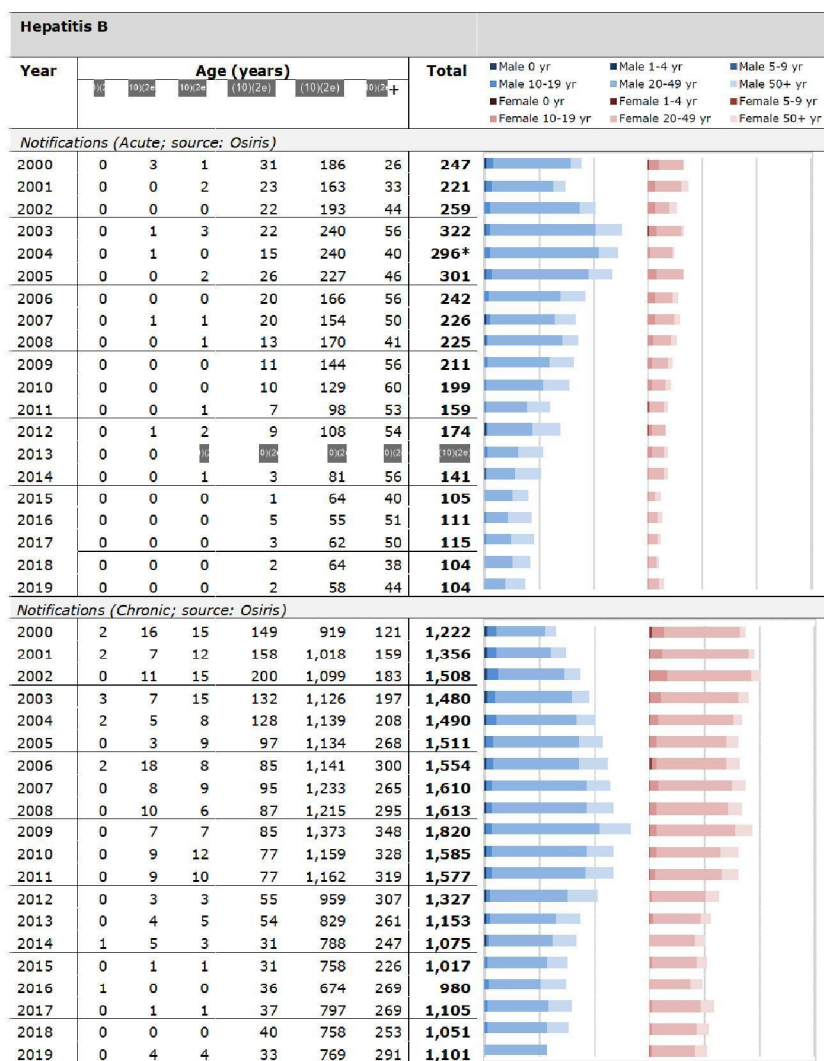 Hepatitis B
Year Age (years) Total
(10)(2e) (10)(2e) (10)(2e) (10)(2e) (10)(2e)+
Male 0 yr Male 1-4 yr Male 5-9 yr
Male 10-19 yr Male 20-49 yr Male 50+ yr
Female 0 yr Female 1-4 yr Female 5-9 yr
Female 10-19 yr Female 20-49 yr Female 50+ yr
Notifications (Acute; source: Osiris)
2000 0 3 1 31 186 26 247
2001 0 0 2 23 163 33 221
2002 0 0 0 22 193 44 259
2003 0 1 3 22 240 56 322
2004 0 1 0 15 240 40 296*
2005 0 0 2 26 227 46 301
2006 0 0 0 20 166 56 242
2007 0 1 1 20 154 50 226
2008 0 0 1 13 170 41 225
2009 0 0 0 11 144 56 211
2010 0 0 0 10 129 60 199
2011 0 0 1 7 98 53 159
2012 0 1 2 9 108 54 174
2013 0 0 (10)(2e)
2014 0 0 1 3 81 56 141
2015 0 0 0 1 64 40 105
2016 0 0 0 5 55 51 111
2017 0 0 0 3 62 50 115
2018 0 0 0 2 64 38 104
2019 0 0 0 2 58 44 104
Notifications (Chronic; source: Osiris)
2000 2 16 15 149 919 121 1,222
2001 2 7 12 158 1,018 159 1,356
2002 0 11 15 200 1,099 183 1,508
2003 3 7 15 132 1,126 197 1,480
2004 2 5 8 128 1,139 208 1,490
2005 0 3 9 97 1,134 268 1,511
2006 2 18 8 85 1,141 300 1,554
2007 0 8 9 95 1,233 265 1,610
2008 0 10 6 87 1,215 295 1,613
2009 0 7 7 85 1,373 348 1,820
2010 0 9 12 77 1,159 328 1,585
2011 0 9 10 77 1,162 319 1,577
2012 0 3 3 55 959 307 1,327
2013 0 4 5 54 829 261 1,153
2014 1 5 3 31 788 247 1,075
2015 0 1 1 31 758 226 1,017
2016 1 0 0 36 674 269 980
2017 0 1 1 37 797 269 1,105
2018 0 0 0 40 758 253 1,051
2019 0 4 4 33 769 291 1,101